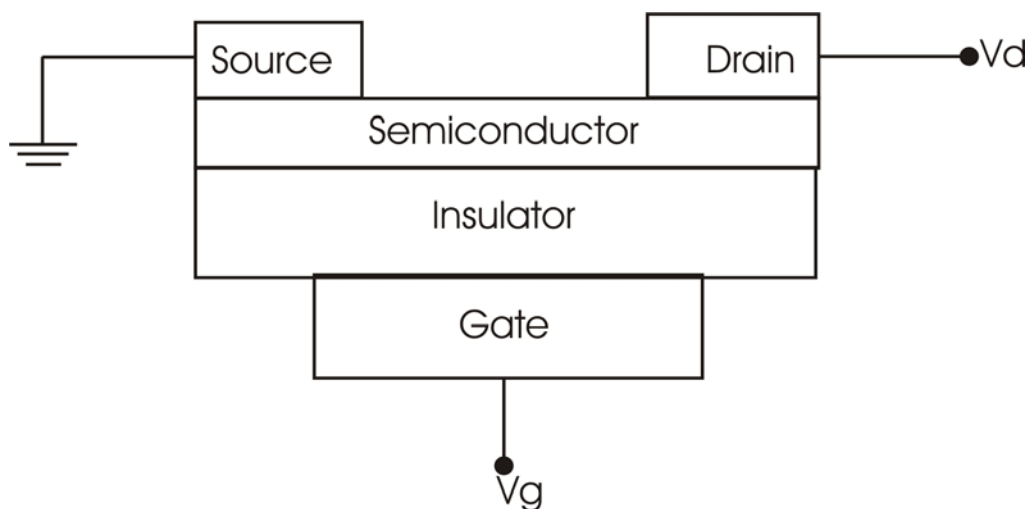 Source
Drain
Vd
Semiconductor
Insulator
Gate
Vg